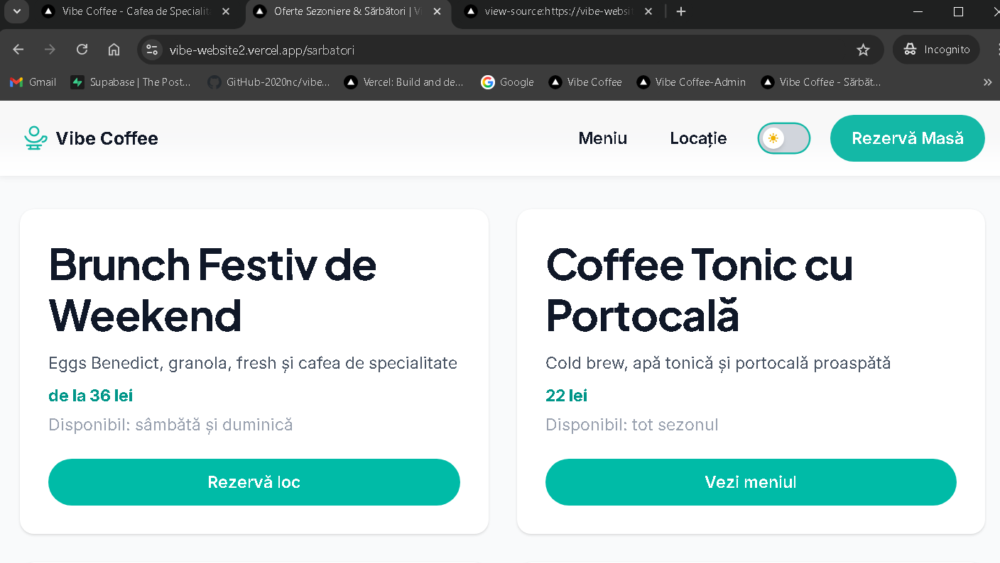 Vibe Coffee - Cafea de Specialit
Oferte Sezoniere & Sărbători | V
view-source:https://vibe-websi
vibe-website2.vercel.app/sarbatori
Incognito
Gmail
Supabase | The Post...
GitHub-2020nc/vibe...
Vercel: Build and de...
Google
Vibe Coffee
Vibe Coffee-Admin
Vibe Coffee - Sărbăt...
Vibe Coffee
Meniu
Locație
Rezervă Masă
Brunch Festiv de
Weekend
Eggs Benedict, granola, fresh și cafea de specialitate
de la 36 lei
Disponibil: sâmbătă și duminică
Rezervă loc
Coffee Tonic cu
Portocală
Cold brew, apă tonică și portocală proaspătă
22 lei
Disponibil: tot sezonul
Vezi meniul